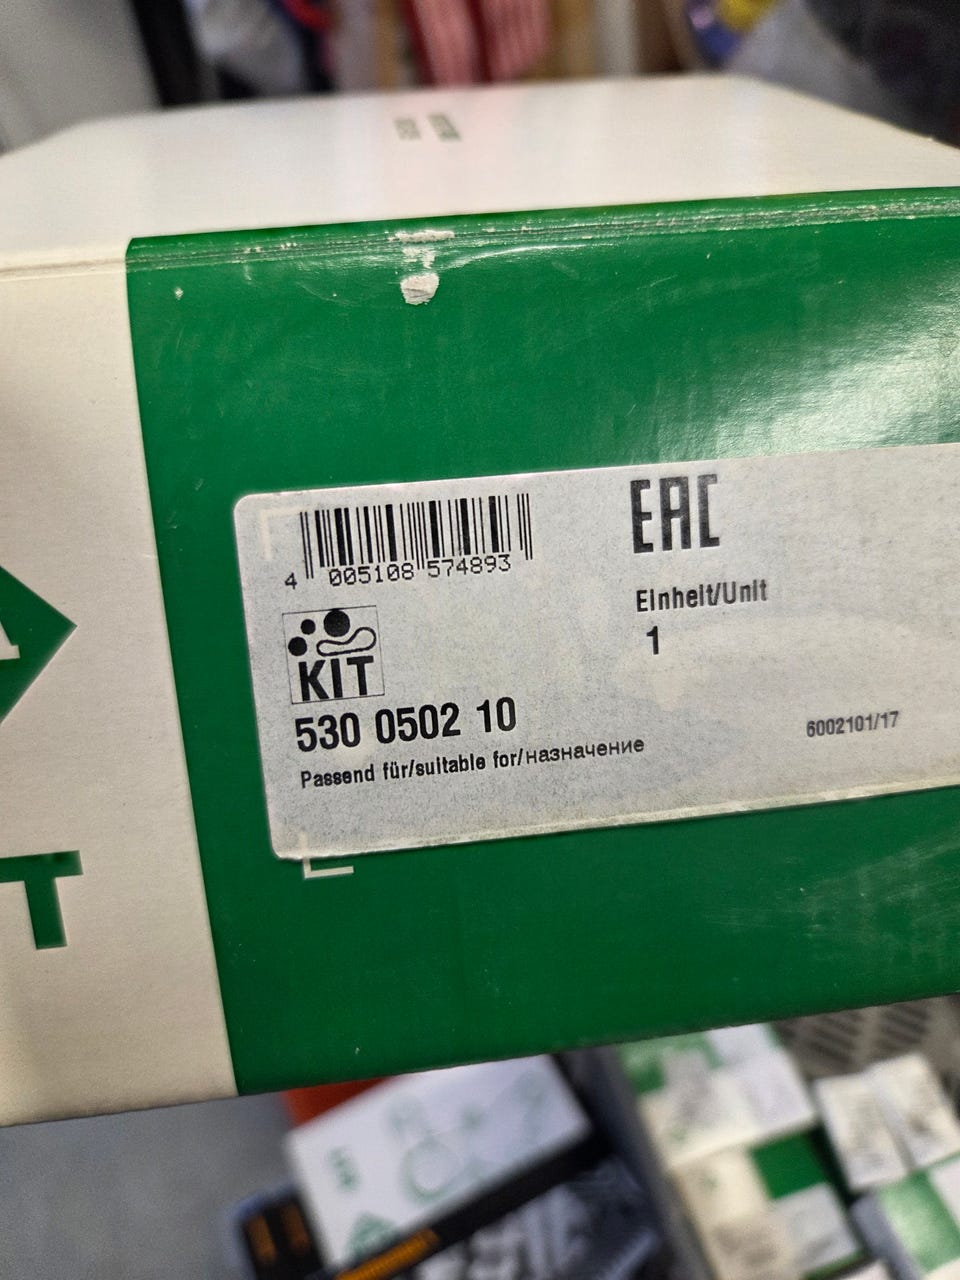 EAC
4 005108 574893
Einheit/Unit
1
KIT
530 0502 10
6002101/17
Passend für/suitable for/назначение
A
T